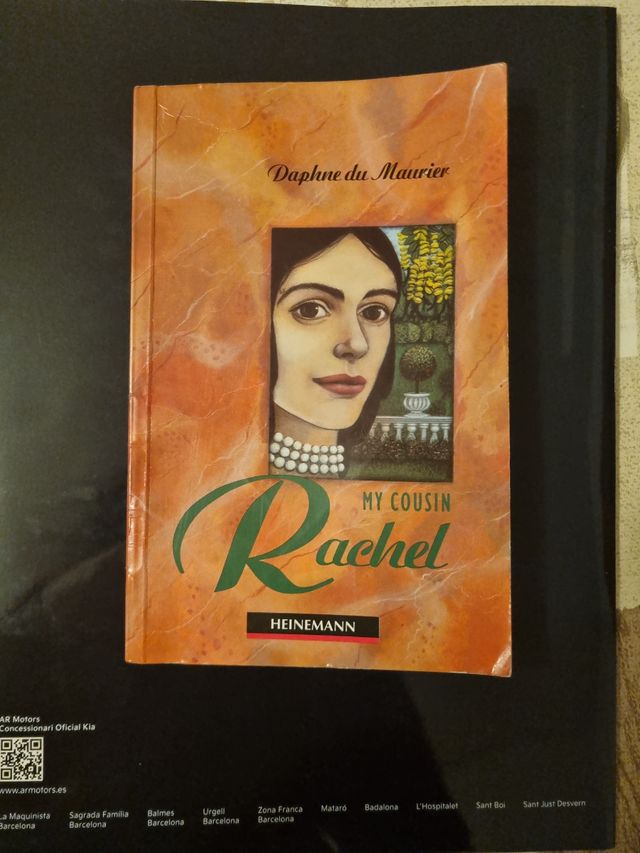 Daphne du Maurier
MY COUSIN
Rachel
HEINEMANN
AR Motors
Concessionari Oficial Kia
www.armotors.es
La Maquinista
Barcelona
Sagrada Família
Barcelona
Balmes
Barcelona
Urgell
Barcelona
Zona Franca
Barcelona
Mataró
Badalona
L'Hospitalet
Sant Boi
Sant Just Desvern